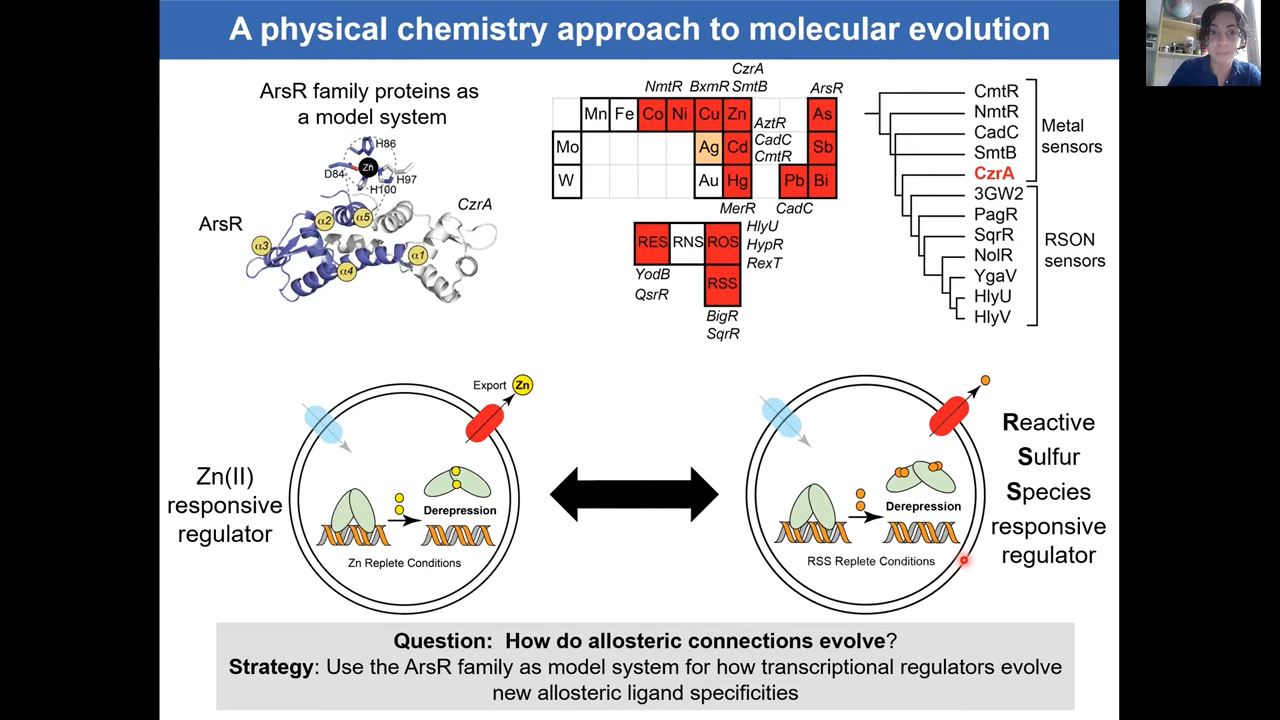 A physical chemistry approach to molecular evolution
ArsR family proteins as
a model system
H86
Zn
D84
H97
H100
ArsR
CzrA
α2
α5
α3
α1
α4
CzrA
NmtR BxmR SmtB ArsR
Mn Fe Co Ni Cu Zn As
AztR
CadC
CmtR
Mo Ag Cd Sb
W Au Hg Pb Bi
MerR CadC
RES RNS ROS
HlyU
HypR
RexT
YodB
QsrR
RSS
BigR
SqrR
CmtR
NmtR
CadC
SmtB
CzrA
3GW2
PagR
SqrR
NolR
YgaV
HlyU
HlyV
Metal
sensors
RSON
sensors
Zn(II)
responsive
regulator
Export Zn
Derepression
Zn Replete Conditions
Derepression
RSS Replete Conditions
Reactive
Sulfur
Species
responsive
regulator
Question: How do allosteric connections evolve?
Strategy: Use the ArsR family as model system for how transcriptional regulators evolve
new allosteric ligand specificities